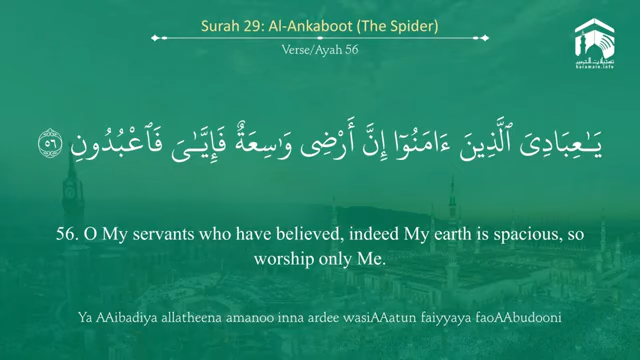 Surah 29: Al-Ankaboot (The Spider)
Verse/Ayah 56
haramain.info
يَـٰعِبَادِىَ ٱلَّذِينَ ءَامَنُوٓا۟ إِنَّ أَرْضِى وَٰسِعَةٌ فَإِيَّـٰىَ فَٱعْبُدُونِ ٥٦
56. O My servants who have believed, indeed My earth is spacious, so
worship only Me.
Ya AAibadiya allatheena amanoo inna ardee wasiAAatun faiyyaya faoAAbudooni